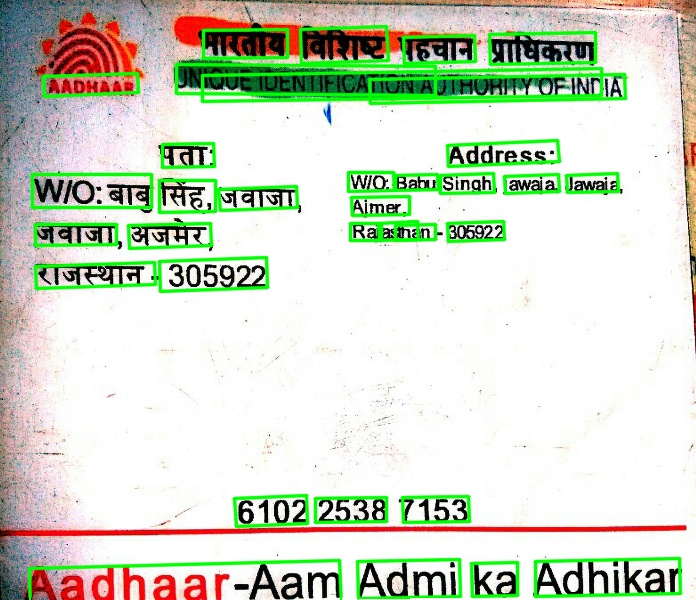 भारतीय विशिष्ट पहचान प्राधिकरण
AADHAAR
UNIQUE IDENTIFICATION AUTHORITY OF INDIA
पता:
W/O: बाबु सिंह, जवाजा,
जवाजा, अजमेर,
राजस्थान - 305922
Address:
W/O: Babu Singh, Jawaja, Jawaja,
Ajmer,
Rajasthan - 305922
6102 2538 7153
Aadhaar-Aam Admi ka Adhikar